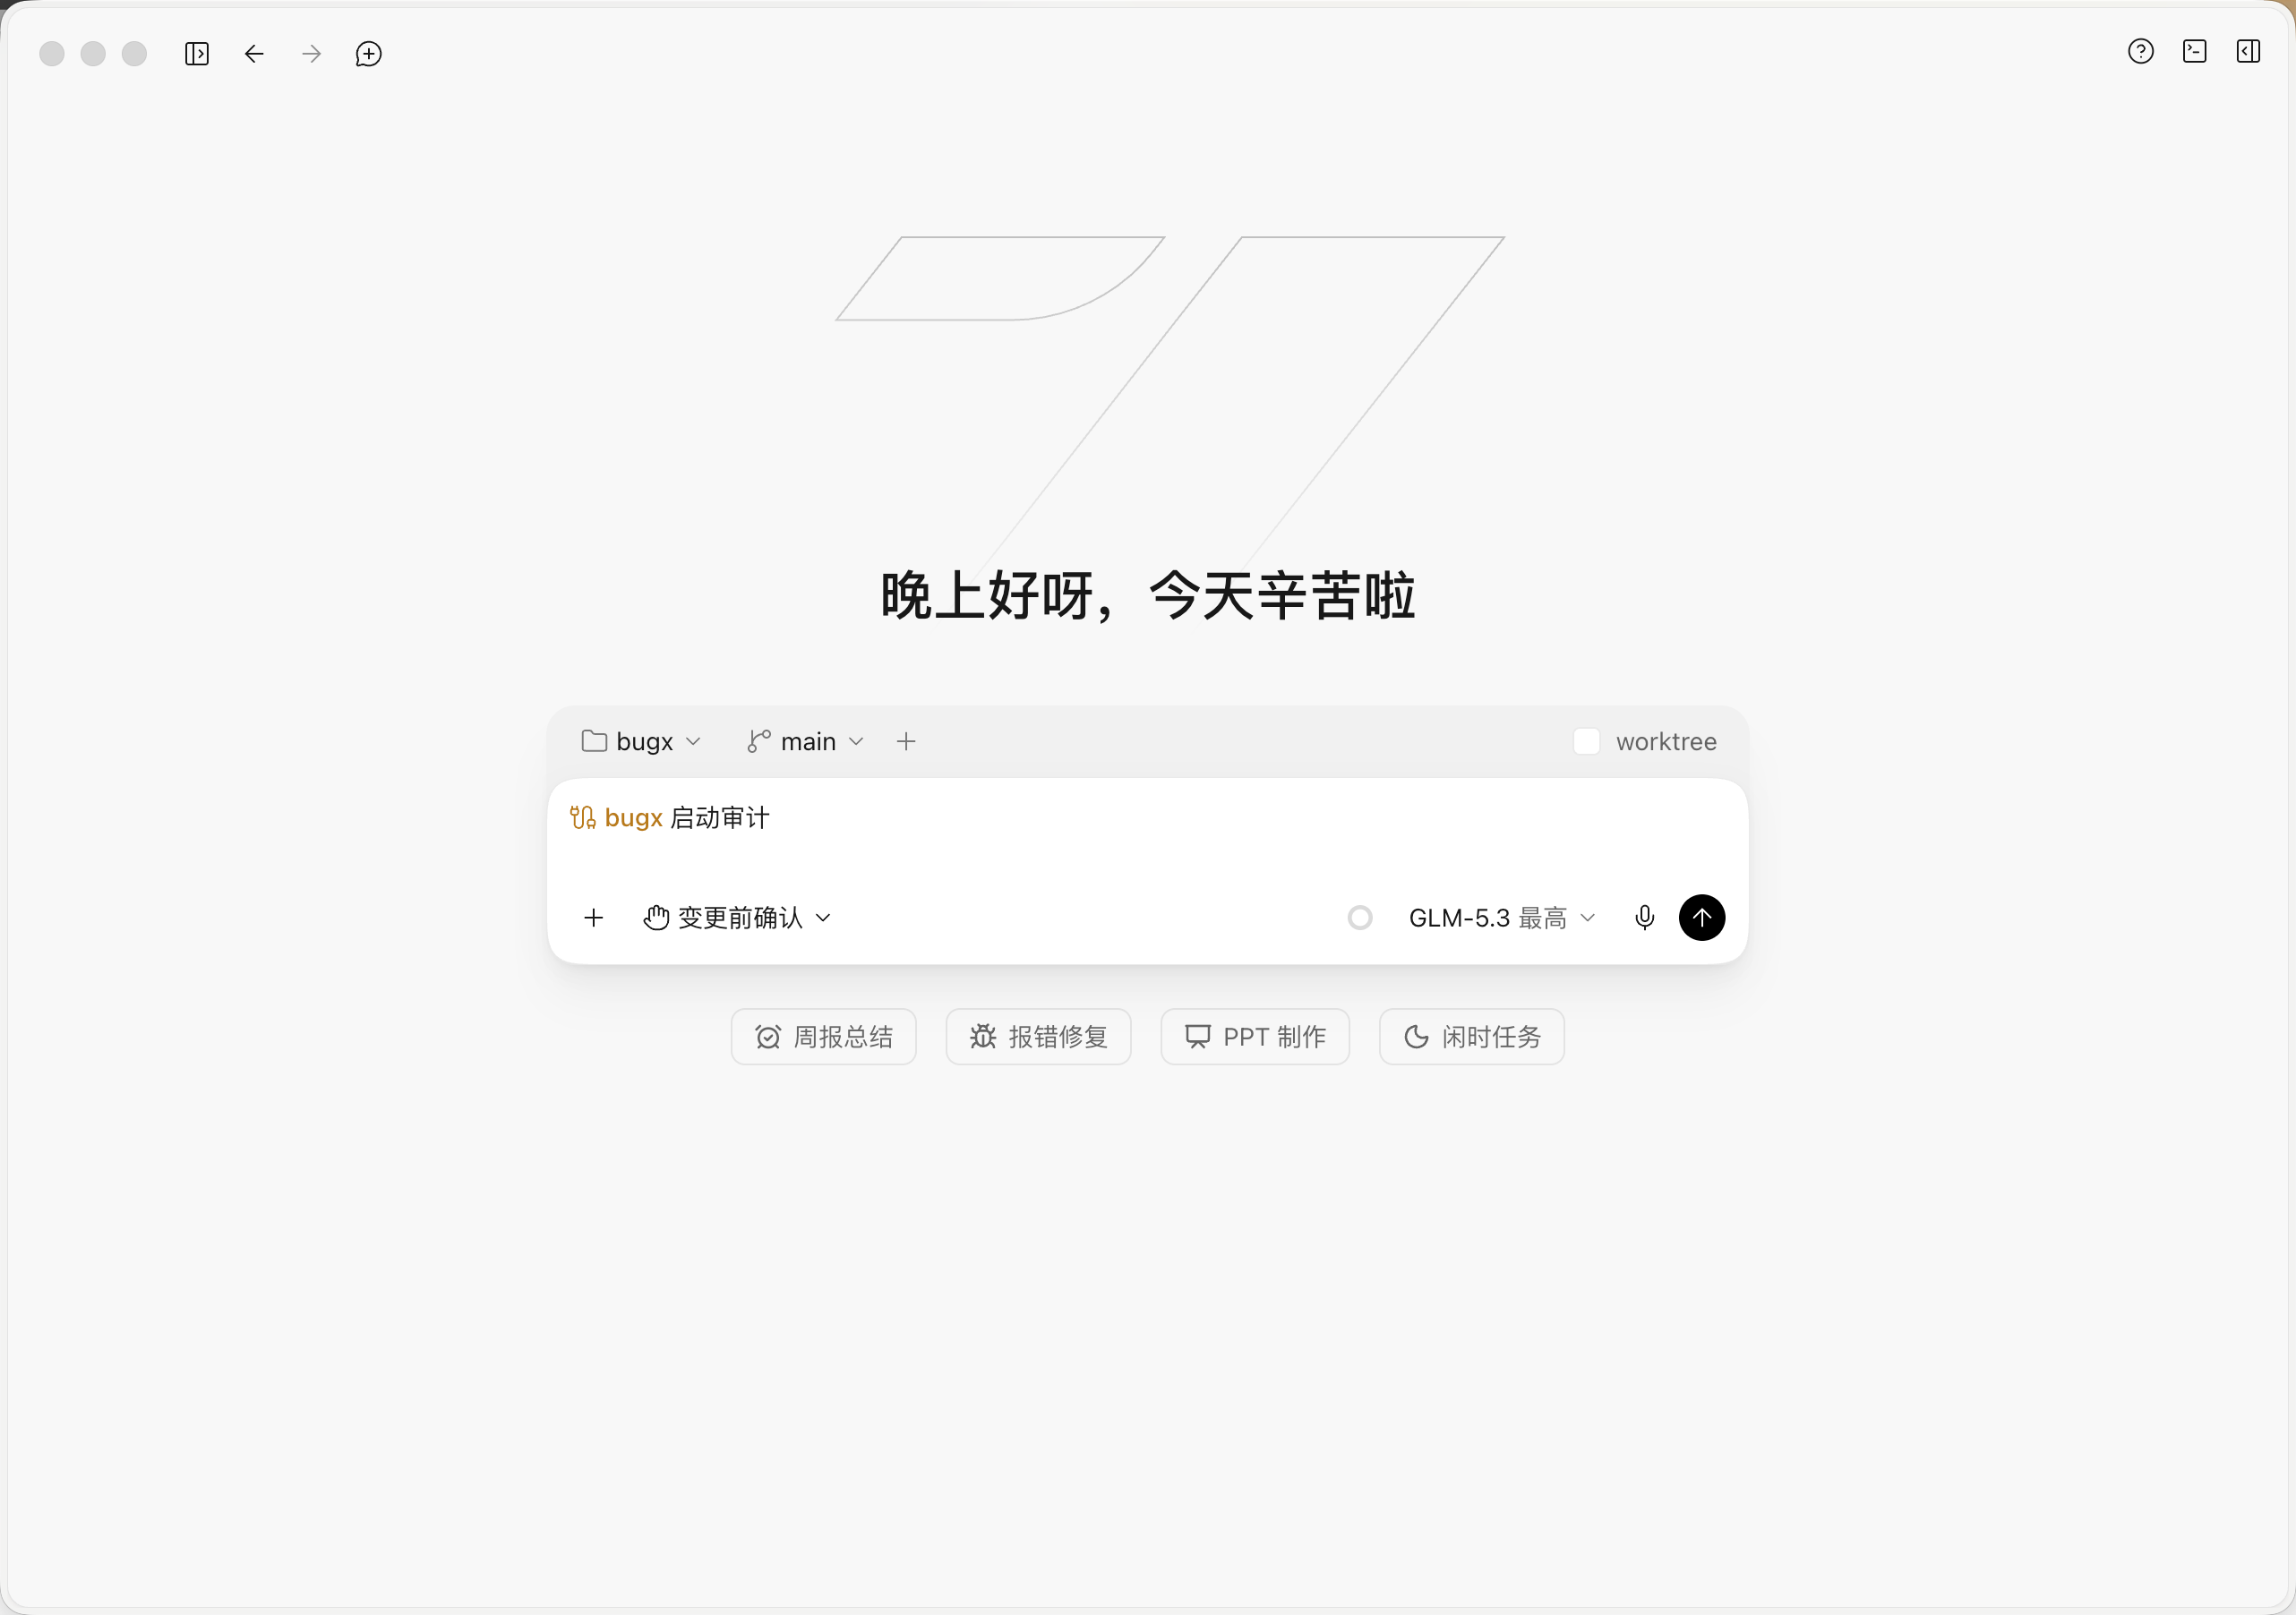 晚上好呀，今天辛苦啦
bugx main worktree
bugx 启动审计
变更前确认 GLM-5.3 最高
周报总结 报错修复 PPT 制作 闲时任务